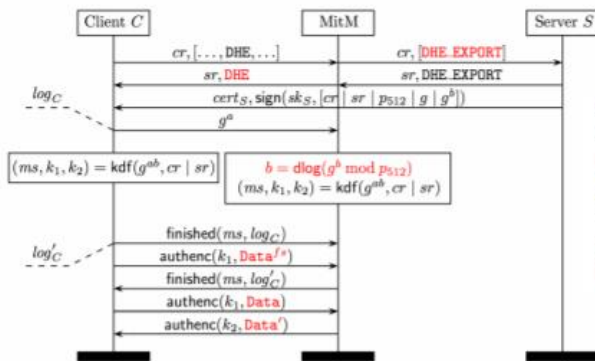 Client C MitM Server S
cr, [..., DHE, ...] cr, [DHE_EXPORT]
sr, DHE sr, DHE_EXPORT
cert_S, sign(sk_S, [cr | sr | p_512 | g | g^b])
log_C
g^a
(ms, k_1, k_2) = kdf(g^{ab}, cr | sr)
b = dlog(g^b mod p_512)
(ms, k_1, k_2) = kdf(g^{ab}, cr | sr)
finished(ms, log_C)
log'_C
authenc(k_1, Data^{fs})
finished(ms, log'_C)
authenc(k_1, Data)
authenc(k_2, Data')